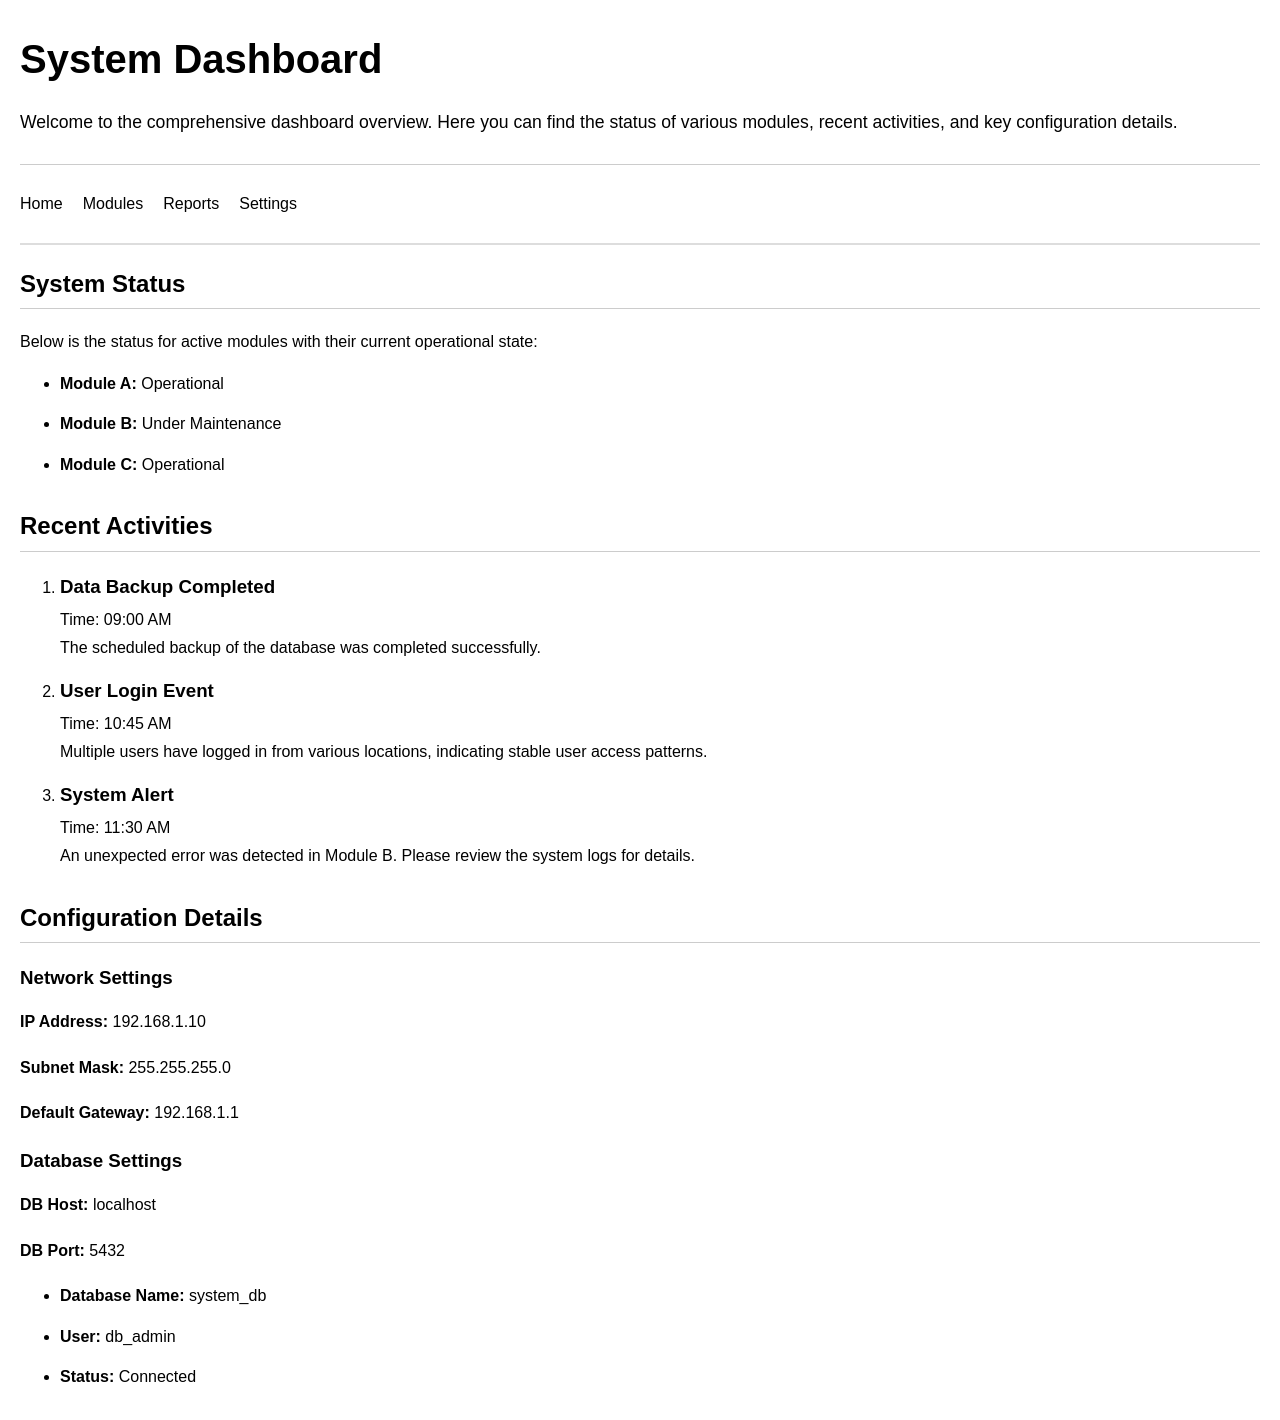 System Dashboard
Welcome to the comprehensive dashboard overview. Here you can find the status of various modules, recent activities, and key configuration details.
Home Modules Reports Settings
System Status
Below is the status for active modules with their current operational state:
• Module A: Operational
• Module B: Under Maintenance
• Module C: Operational
Recent Activities
1. Data Backup Completed
Time: 09:00 AM
The scheduled backup of the database was completed successfully.
2. User Login Event
Time: 10:45 AM
Multiple users have logged in from various locations, indicating stable user access patterns.
3. System Alert
Time: 11:30 AM
An unexpected error was detected in Module B. Please review the system logs for details.
Configuration Details
Network Settings
IP Address: 192.168.1.10
Subnet Mask: 255.255.255.0
Default Gateway: 192.168.1.1
Database Settings
DB Host: localhost
DB Port: 5432
• Database Name: system_db
• User: db_admin
• Status: Connected